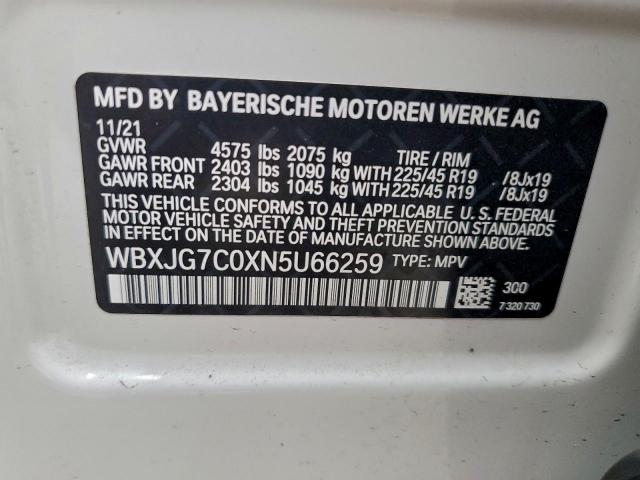 MFD BY BAYERISCHE MOTOREN WERKE AG
11/21
GVWR 4575 lbs 2075 kg TIRE / RIM
GAWR FRONT 2403 lbs 1090 kg WITH 225/45 R19 /8Jx19
GAWR REAR 2304 lbs 1045 kg WITH 225/45 R19 /8Jx19
THIS VEHICLE CONFORMS TO ALL APPLICABLE U. S. FEDERAL
MOTOR VEHICLE SAFETY AND THEFT PREVENTION STANDARDS
IN EFFECT ON THE DATE OF MANUFACTURE SHOWN ABOVE.
WBXJG7C0XN5U66259 TYPE: MPV
300
7 320 730